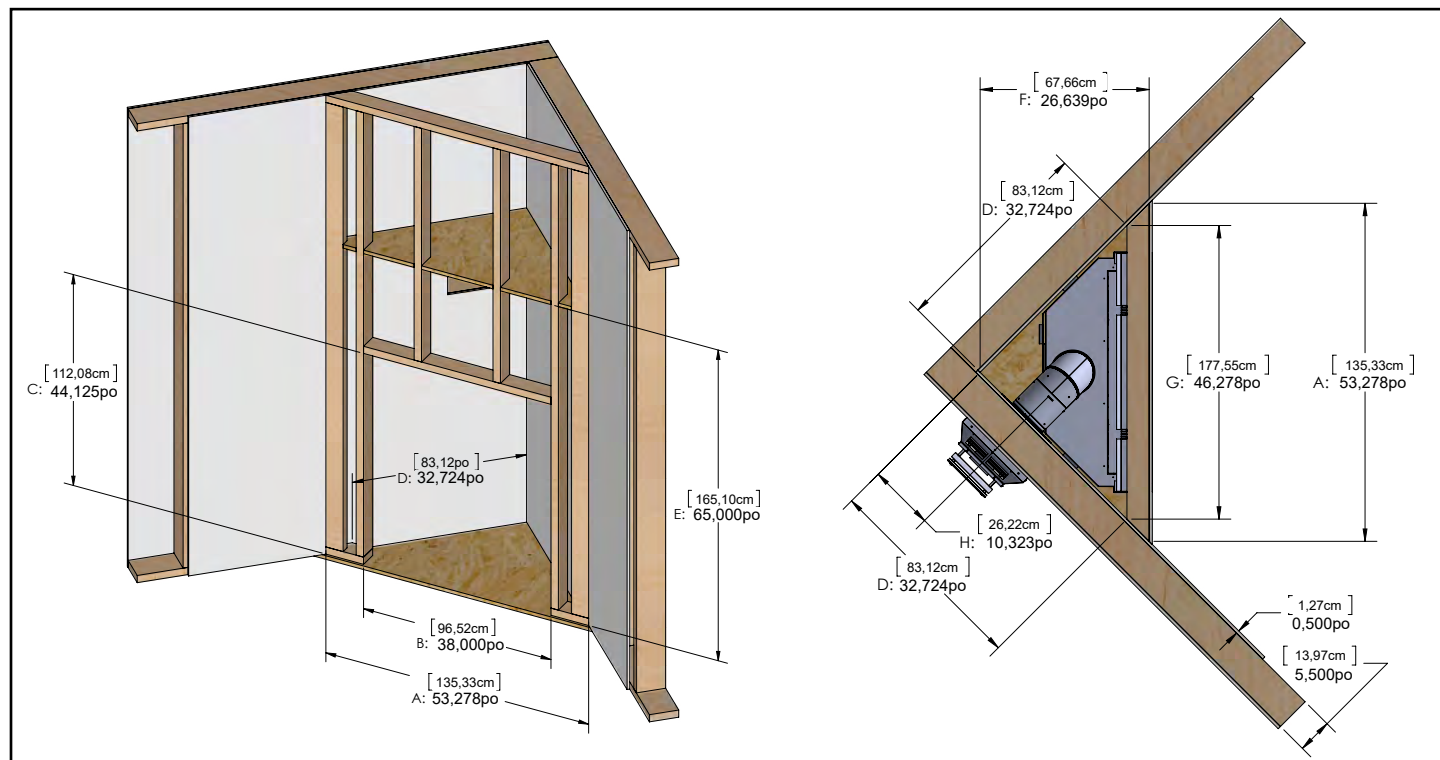 [112,08cm]
C: 44,125po
[83,12po]
D: 32,724po
[165,10cm]
E: 65,000po
[96,52cm]
B: 38,000po
[135,33cm]
A: 53,278po
[67,66cm]
F: 26,639po
[83,12cm]
D: 32,724po
[177,55cm]
G: 46,278po
[135,33cm]
A: 53,278po
[26,22cm]
H: 10,323po
[83,12cm]
D: 32,724po
[1,27cm]
0,500po
[13,97cm]
5,500po